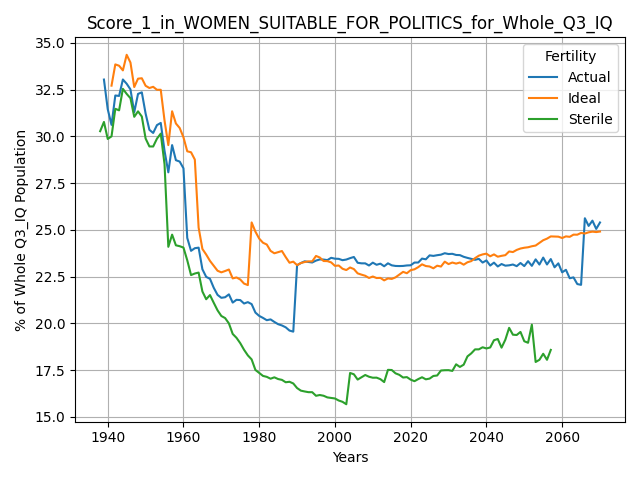 Score_1_in_WOMEN_SUITABLE_FOR_POLITICS_for_Whole_Q3_IQ
Fertility
Actual
Ideal
Sterile
% of Whole Q3_IQ Population
35.0
32.5
30.0
27.5
25.0
22.5
20.0
17.5
15.0
1940
1960
1980
2000
2020
2040
2060
Years